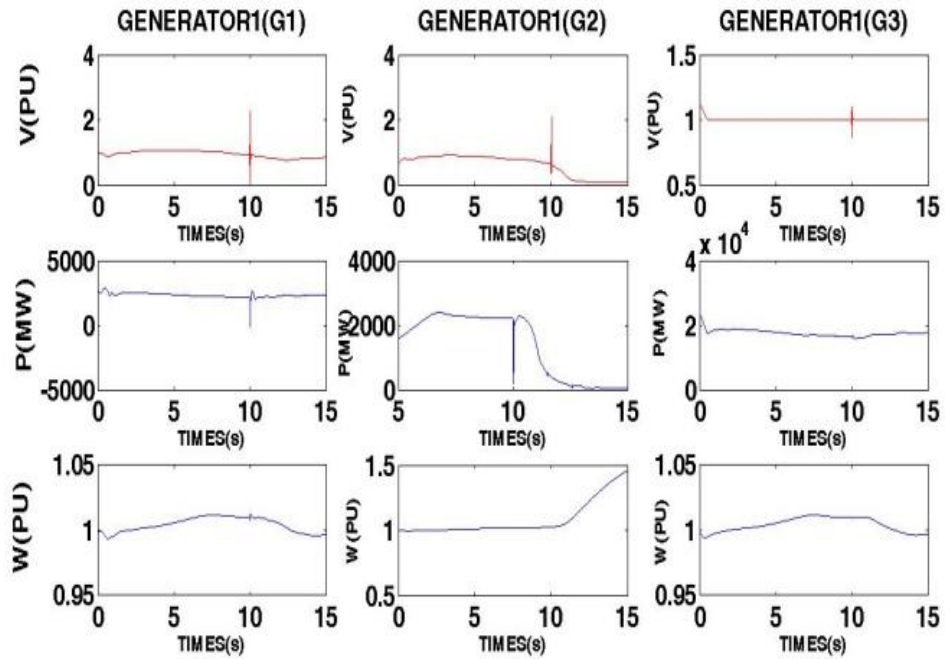 GENERATOR1(G1) GENERATOR1(G2) GENERATOR1(G3)
V(PU)
4
2
0
0 5 10 15
TIMES(s)
V(PU)
4
2
0
0 5 10 15
TIMES(s)
V(PU)
1.5
1
0.5
0 5 10 15
TIMES(s)
P(MW)
5000
0
-5000
0 5 10 15
TIMES(s)
P(MW)
4000
2000
0
5 10 15
TIMES(s)
x 10^4
P(MW)
4
2
0
0 5 10 15
TIMES(s)
W(PU)
1.05
1
0.95
0 5 10 15
TIMES(s)
W(PU)
1.5
1
0.5
0 5 10 15
TIMES(s)
W(PU)
1.05
1
0.95
0 5 10 15
TIMES(s)